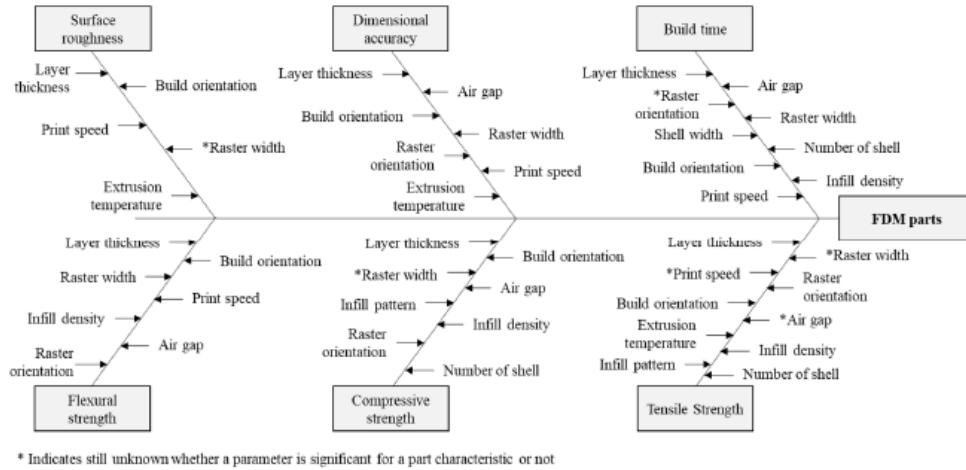 Surface
roughness
Dimensional
accuracy
Build time
Layer
thickness
Build orientation
Print speed
*Raster width
Extrusion
temperature
Layer thickness
Air gap
Build orientation
Raster width
Raster
orientation
Print speed
Extrusion
temperature
Layer thickness
Air gap
*Raster
orientation
Raster width
Shell width
Number of shell
Build orientation
Infill density
Print speed
FDM parts
Layer thickness
Build orientation
Raster width
Print speed
Infill density
Air gap
Raster
orientation
Flexural
strength
Layer thickness
Build orientation
*Raster width
Air gap
Infill pattern
Infill density
Raster
orientation
Number of shell
Compressive
strength
Layer thickness
*Raster width
*Print speed
Raster
orientation
Build orientation
*Air gap
Extrusion
temperature
Infill density
Infill pattern
Number of shell
Tensile Strength
* Indicates still unknown whether a parameter is significant for a part characteristic or not